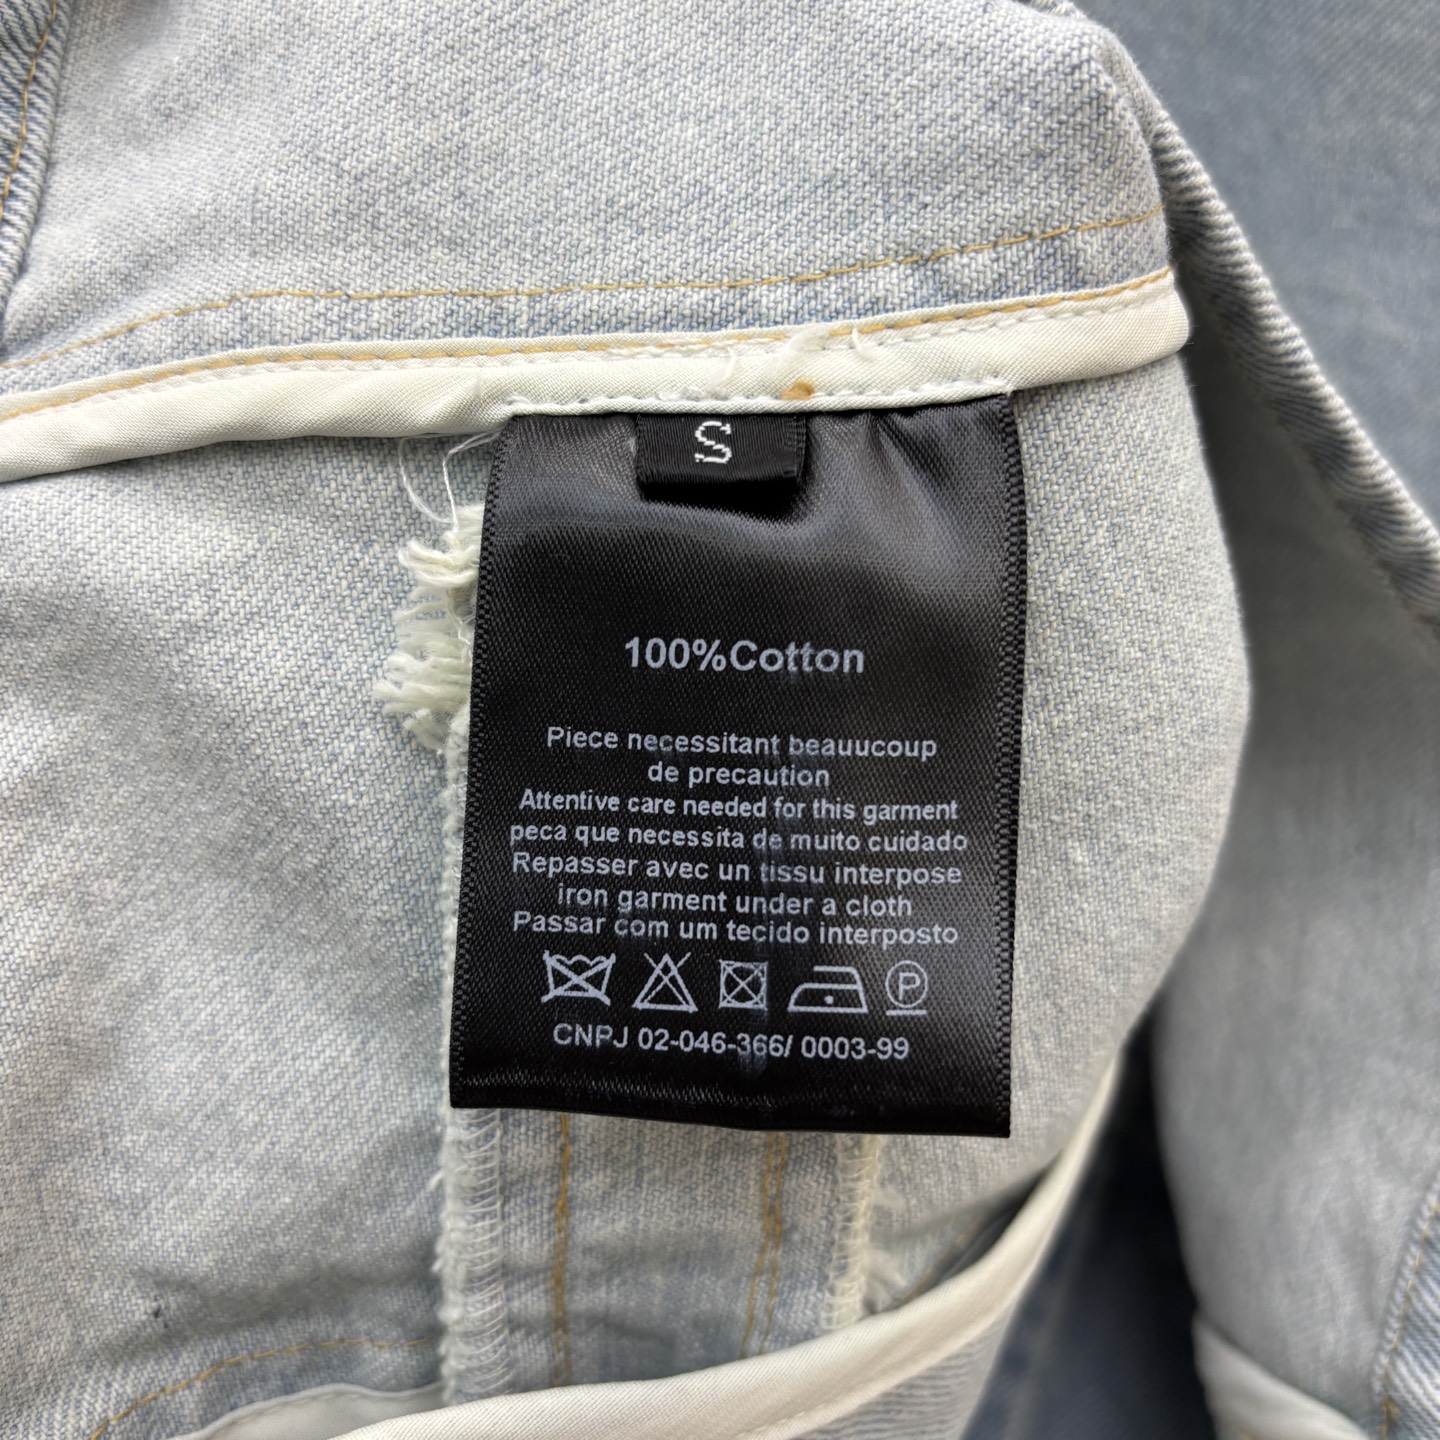 S
100%Cotton
Piece necessitant beauucoup
de precaution
Attentive care needed for this garment
peca que necessita de muito cuidado
Repasser avec un tissu interpose
iron garment under a cloth
Passar com um tecido interposto
P
CNPJ 02-046-366/ 0003-99